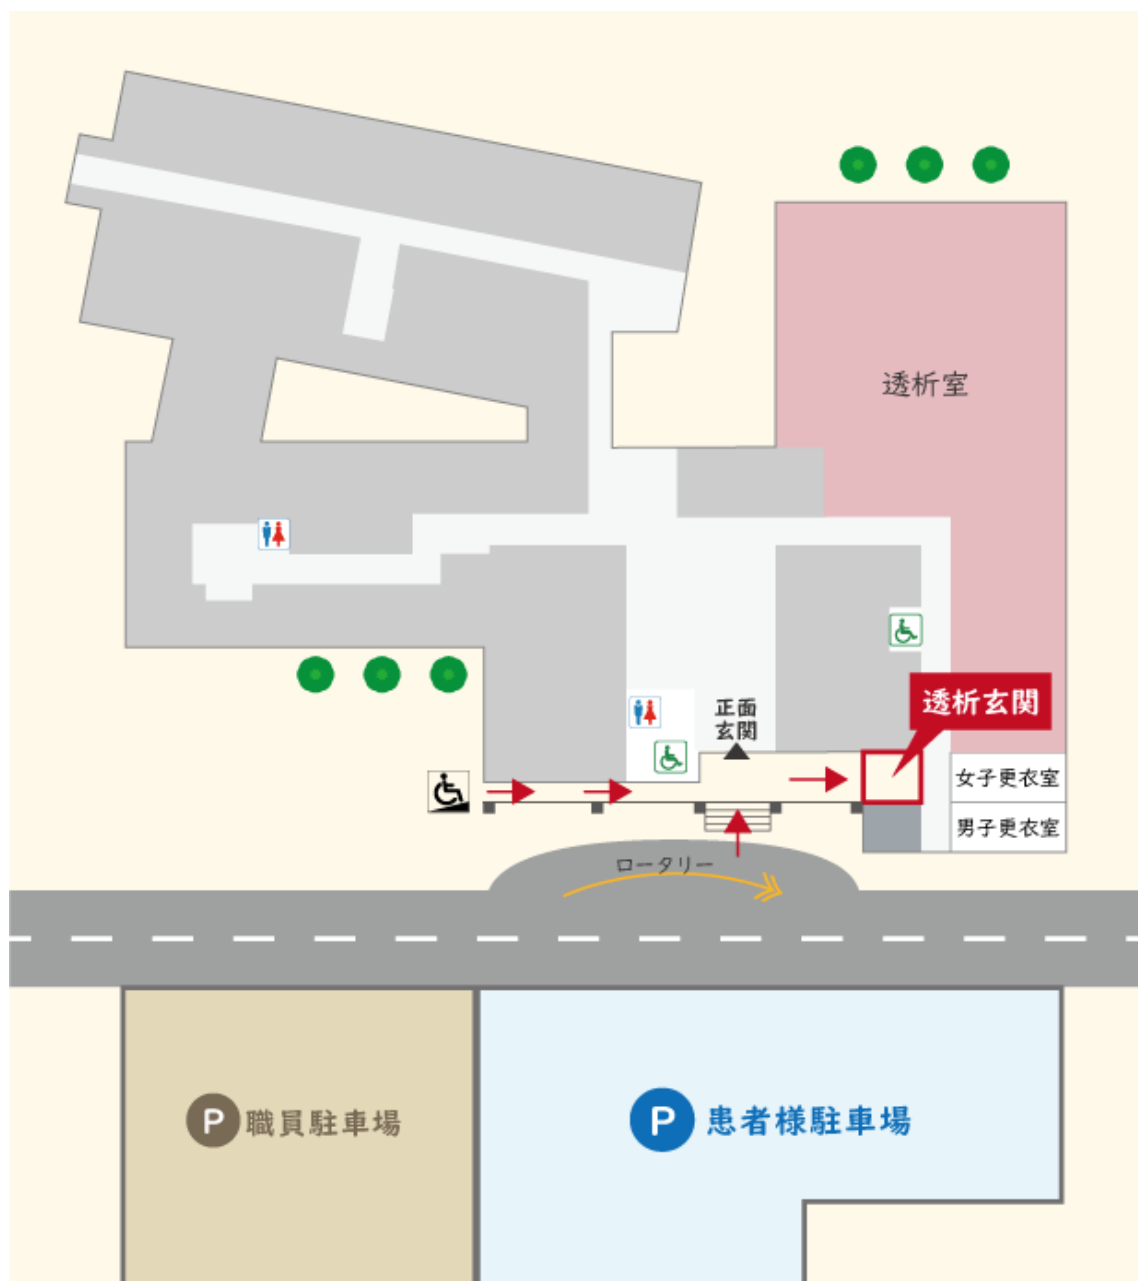 透析室
正面
玄関
透析玄関
女子更衣室
男子更衣室
ロータリー
P 職員駐車場
P 患者様駐車場